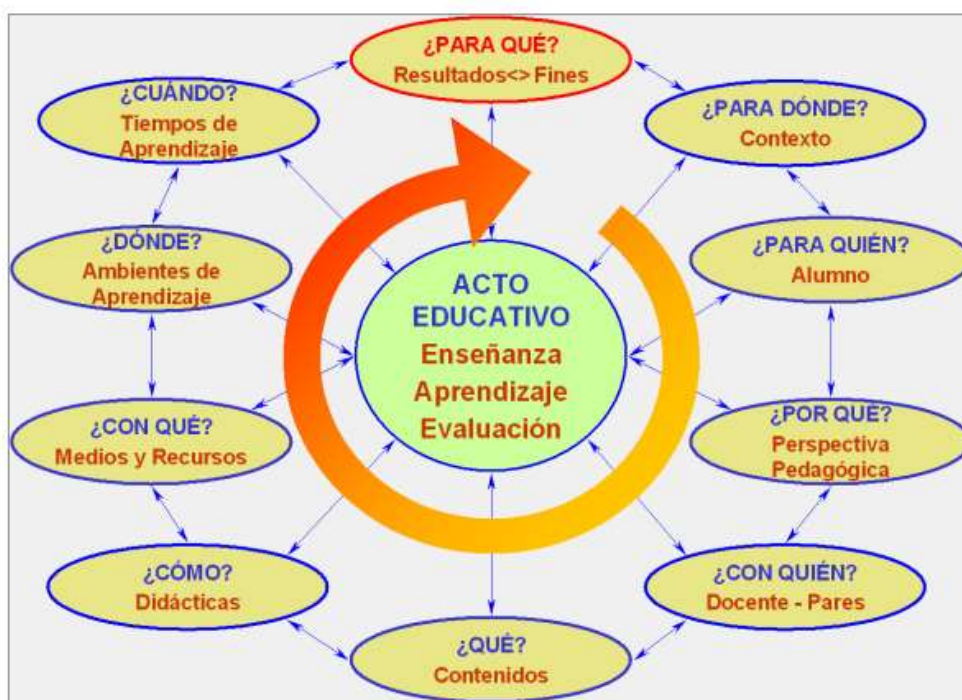 ¿PARA QUÉ?
Resultados<> Fines
¿PARA DÓNDE?
Contexto
¿PARA QUIÉN?
Alumno
¿POR QUÉ?
Perspectiva
Pedagógica
¿CON QUIÉN?
Docente - Pares
¿QUÉ?
Contenidos
¿CÓMO?
Didácticas
¿CON QUÉ?
Medios y Recursos
¿DÓNDE?
Ambientes de
Aprendizaje
¿CUÁNDO?
Tiempos de
Aprendizaje
ACTO
EDUCATIVO
Enseñanza
Aprendizaje
Evaluación